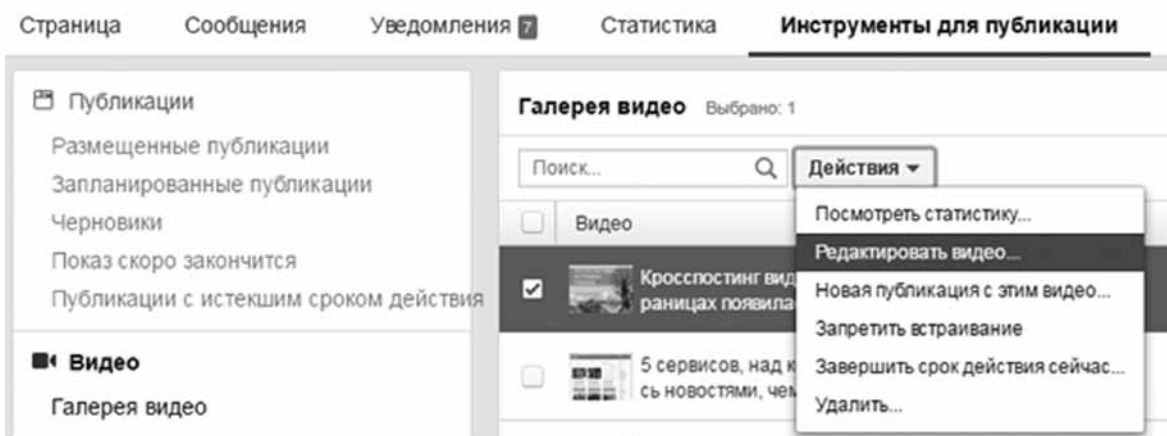 Страница Сообщения Уведомления 7 Статистика Инструменты для публикации
Публикации
Размещенные публикации
Запланированные публикации
Черновики
Показ скоро закончится
Публикации с истекшим сроком действия
Видео
Галерея видео
Галерея видео Выбрано: 1
Поиск... Действия
Видео
Кросспостинг вид
раницах появила
5 сервисов, над к
сь новостями, чем
Посмотреть статистику...
Редактировать видео...
Новая публикация с этим видео...
Запретить встраивание
Завершить срок действия сейчас...
Удалить...